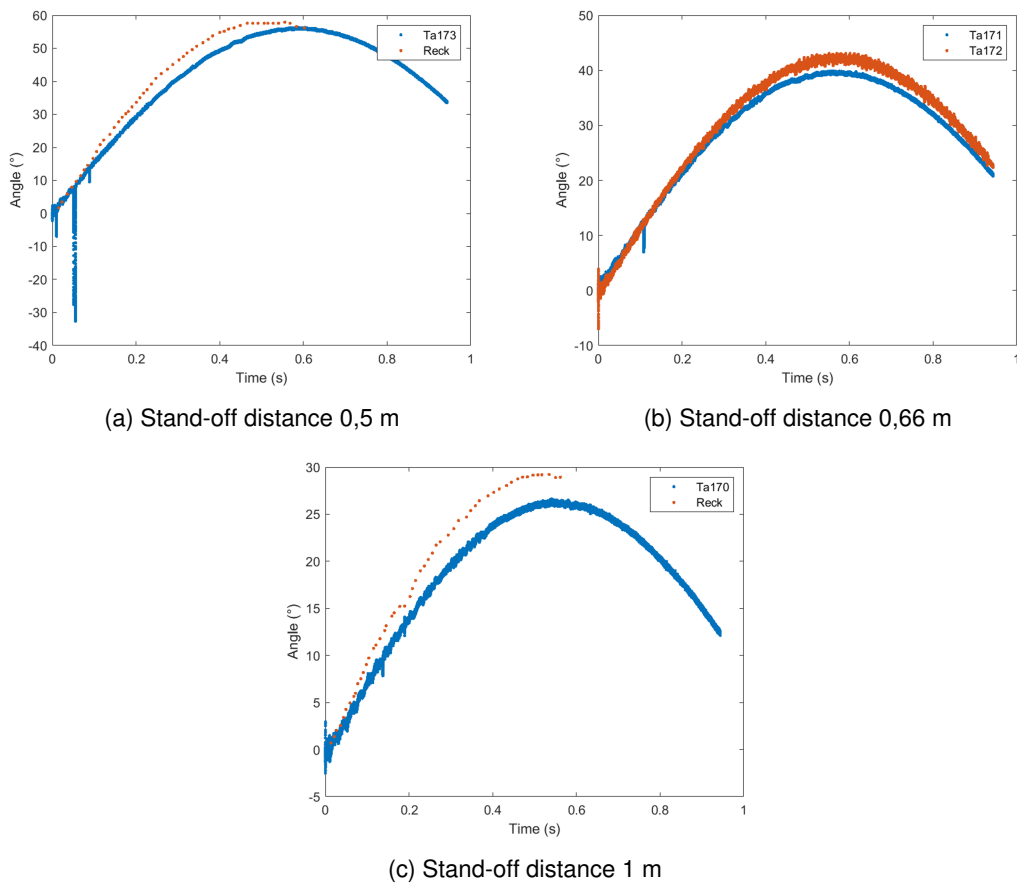 60
50
40
30
20
10
0
-10
-20
-30
-40
Angle (°)
0
0.2
0.4
0.6
0.8
1
Time (s)
Ta173
Reck
(a) Stand-off distance 0,5 m
50
40
30
20
10
0
-10
Angle (°)
0
0.2
0.4
0.6
0.8
1
Time (s)
Ta171
Ta172
(b) Stand-off distance 0,66 m
30
25
20
15
10
5
0
-5
Angle (°)
0
0.2
0.4
0.6
0.8
1
Time (s)
Ta170
Reck
(c) Stand-off distance 1 m